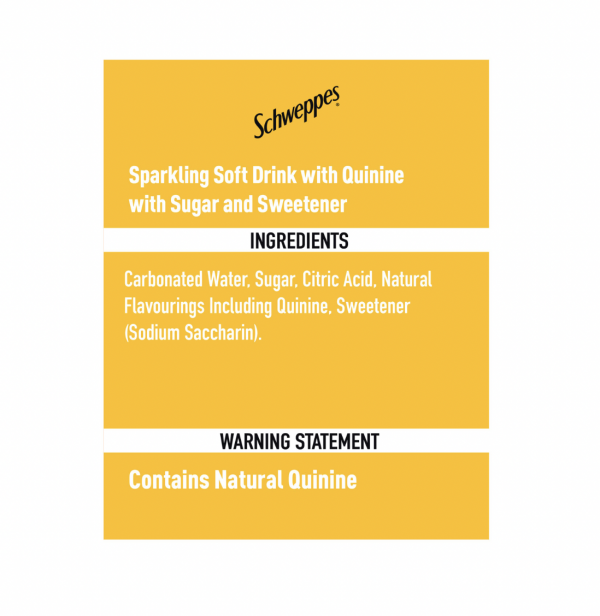 Schweppes®
Sparkling Soft Drink with Quinine
with Sugar and Sweetener
INGREDIENTS
Carbonated Water, Sugar, Citric Acid, Natural
Flavourings Including Quinine, Sweetener
(Sodium Saccharin).
WARNING STATEMENT
Contains Natural Quinine